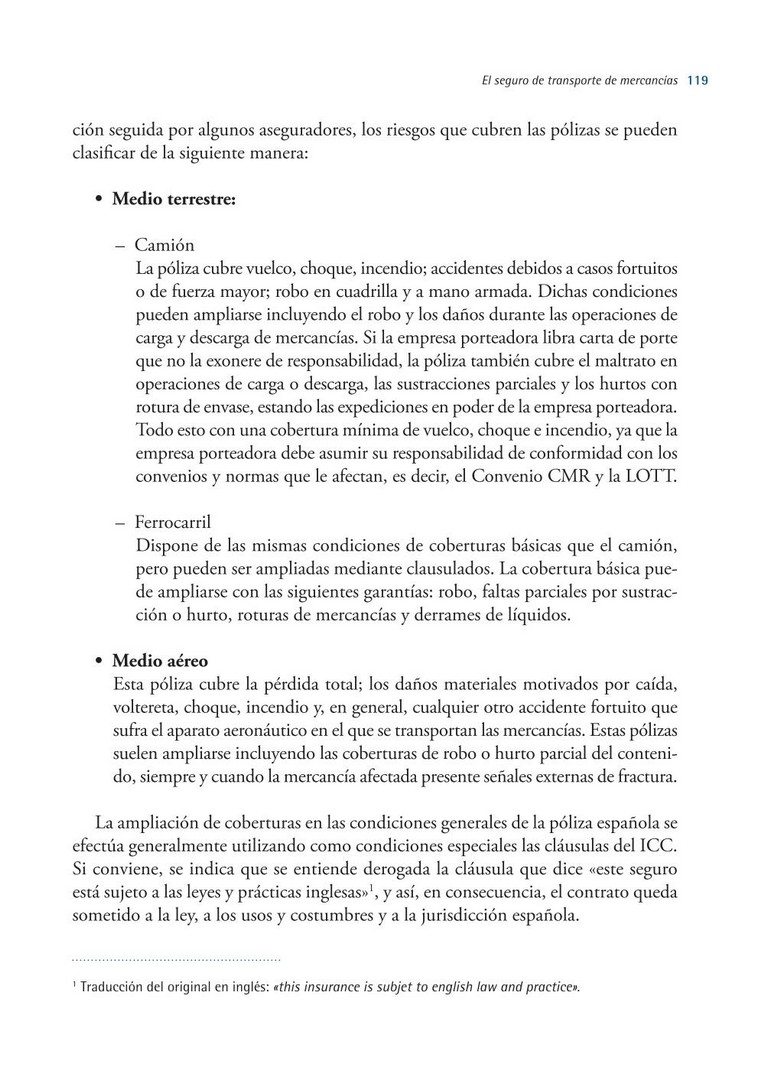 El seguro de transporte de mercancías 119
ción seguida por algunos aseguradores, los riesgos que cubren las pólizas se pueden
clasificar de la siguiente manera:
• Medio terrestre:
– Camión
La póliza cubre vuelco, choque, incendio; accidentes debidos a casos fortuitos
o de fuerza mayor; robo en cuadrilla y a mano armada. Dichas condiciones
pueden ampliarse incluyendo el robo y los daños durante las operaciones de
carga y descarga de mercancías. Si la empresa porteadora libra carta de porte
que no la exonere de responsabilidad, la póliza también cubre el maltrato en
operaciones de carga o descarga, las sustracciones parciales y los hurtos con
rotura de envase, estando las expediciones en poder de la empresa porteadora.
Todo esto con una cobertura mínima de vuelco, choque e incendio, ya que la
empresa porteadora debe asumir su responsabilidad de conformidad con los
convenios y normas que le afectan, es decir, el Convenio CMR y la LOTT.
– Ferrocarril
Dispone de las mismas condiciones de coberturas básicas que el camión,
pero pueden ser ampliadas mediante clausulados. La cobertura básica pue-
de ampliarse con las siguientes garantías: robo, faltas parciales por sustrac-
ción o hurto, roturas de mercancías y derrames de líquidos.
• Medio aéreo
Esta póliza cubre la pérdida total; los daños materiales motivados por caída,
voltereta, choque, incendio y, en general, cualquier otro accidente fortuito que
sufra el aparato aeronáutico en el que se transportan las mercancías. Estas pólizas
suelen ampliarse incluyendo las coberturas de robo o hurto parcial del conteni-
do, siempre y cuando la mercancía afectada presente señales externas de fractura.
La ampliación de coberturas en las condiciones generales de la póliza española se
efectúa generalmente utilizando como condiciones especiales las cláusulas del ICC.
Si conviene, se indica que se entiende derogada la cláusula que dice «este seguro
está sujeto a las leyes y prácticas inglesas»¹, y así, en consecuencia, el contrato queda
sometido a la ley, a los usos y costumbres y a la jurisdicción española.
¹ Traducción del original en inglés: «this insurance is subjet to english law and practice».